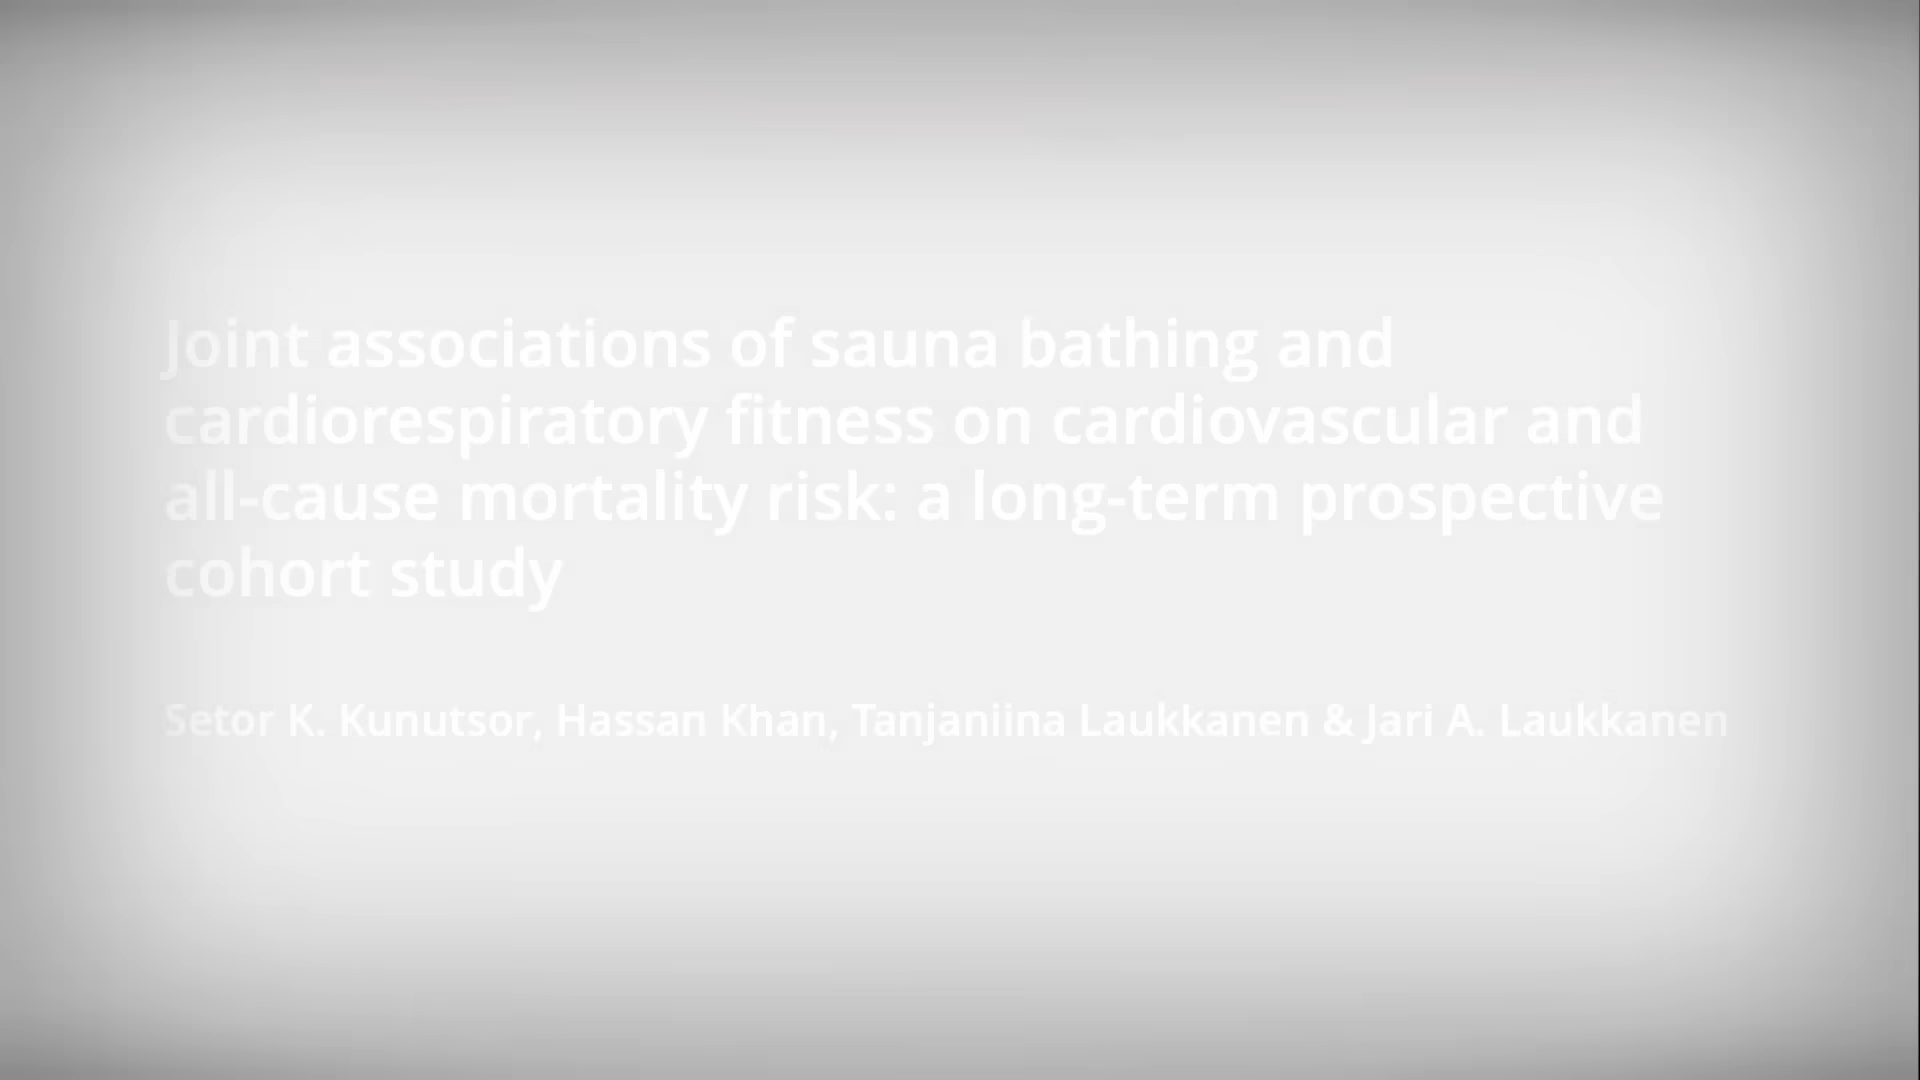 Joint associations of sauna bathing and
cardiorespiratory fitness on cardiovascular and
all-cause mortality risk: a long-term prospective
cohort study
Setor K. Kunutsor, Hassan Khan, Tanjaniina Laukkanen & Jari A. Laukkanen